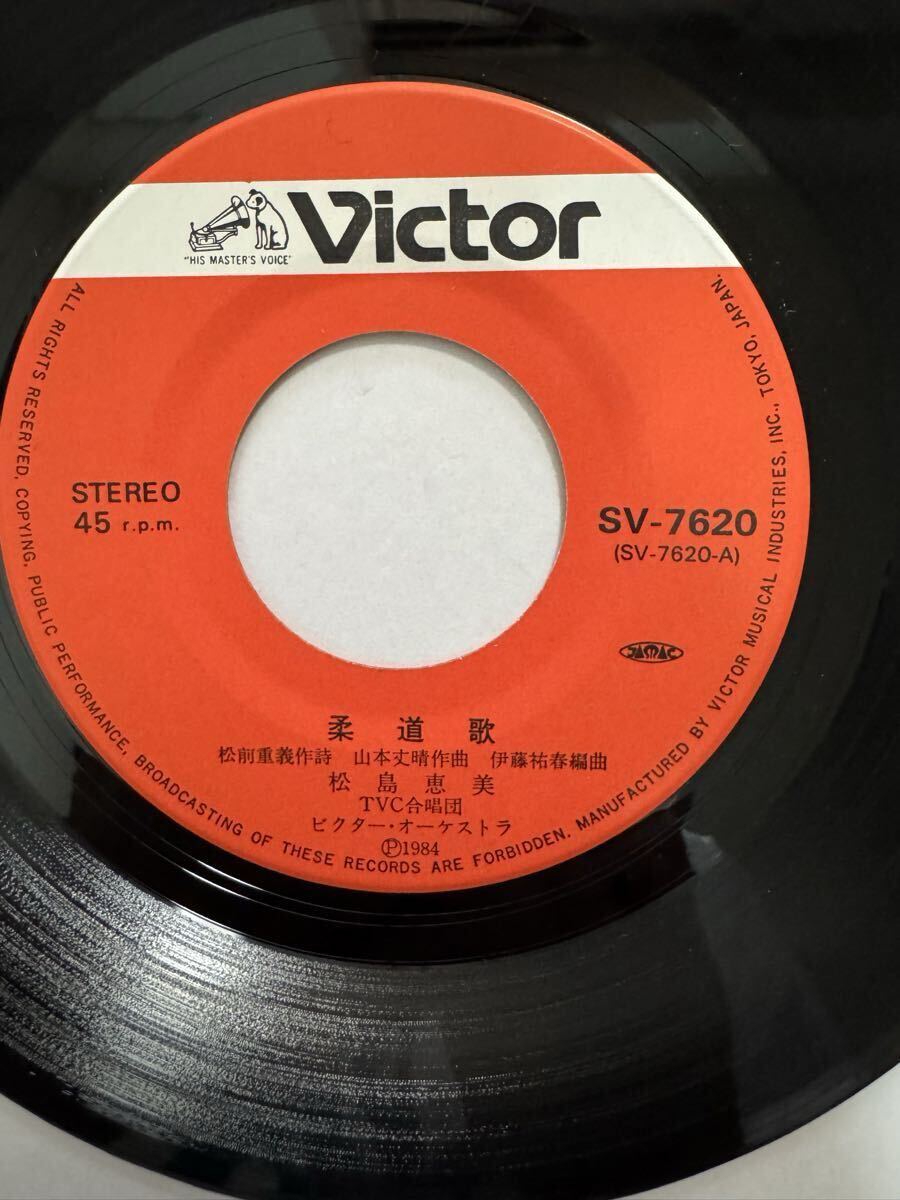 "HIS MASTER'S VOICE"
Victor
STEREO
45 r.p.m.
SV-7620
(SV-7620-A)
JASRAC
柔道歌
松前重義作詩 山本丈晴作曲 伊藤祐春編曲
松島恵美
TVC合唱団
ビクター・オーケストラ
Ⓟ1984
ALL RIGHTS RESERVED, COPYING, PUBLIC PERFORMANCE, BROADCASTING OF THESE RECORDS ARE FORBIDDEN. MANUFACTURED BY VICTOR MUSICAL INDUSTRIES, INC., TOKYO, JAPAN.